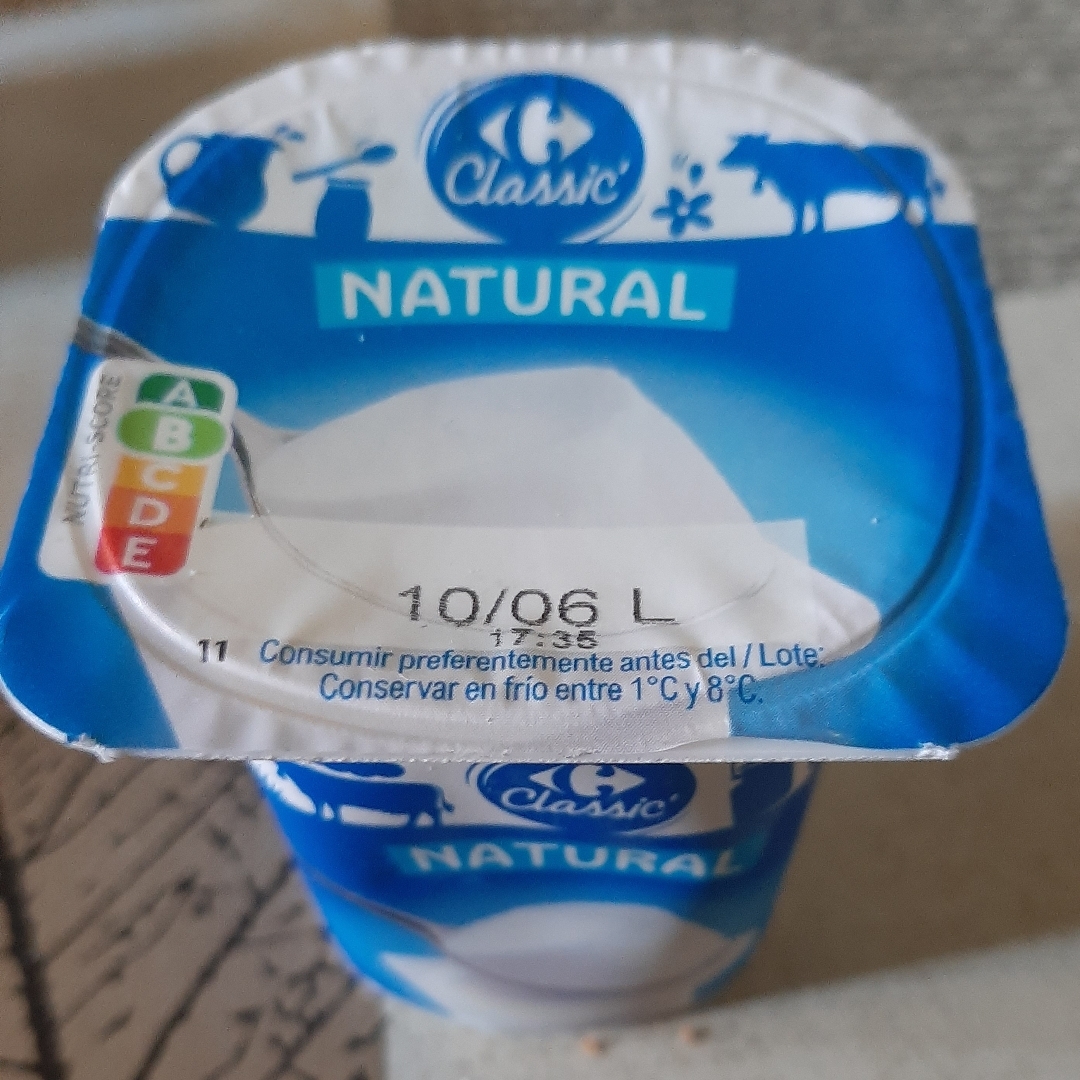 Classic'
NATURAL
NUTRI-SCORE
A
B
C
D
E
10/06 L
17:35
11 Consumir preferentemente antes del / Lote:
Conservar en frío entre 1°C y 8°C.
Classic'
NATURAL